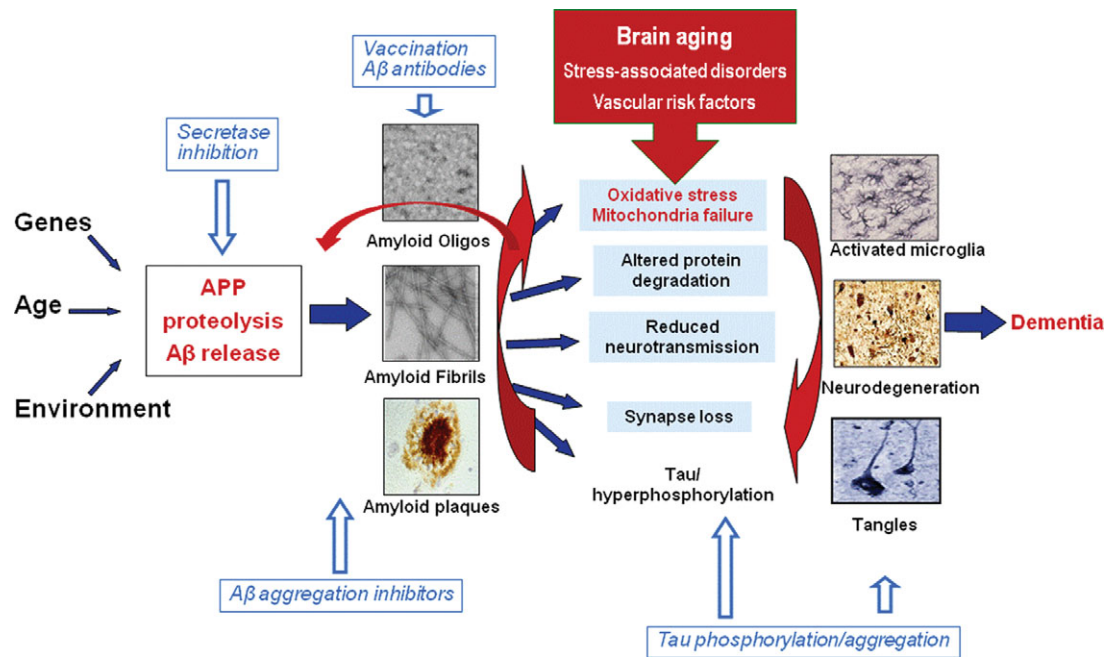 Vaccination
Aβ antibodies
Brain aging
Stress-associated disorders
Vascular risk factors
Secretase
inhibition
Genes
Age
Environment
APP
proteolysis
Aβ release
Amyloid Oligos
Amyloid Fibrils
Amyloid plaques
Aβ aggregation inhibitors
Oxidative stress
Mitochondria failure
Altered protein
degradation
Reduced
neurotransmission
Synapse loss
Tau/
hyperphosphorylation
Activated microglia
Neurodegeneration
Tangles
Dementia
Tau phosphorylation/aggregation